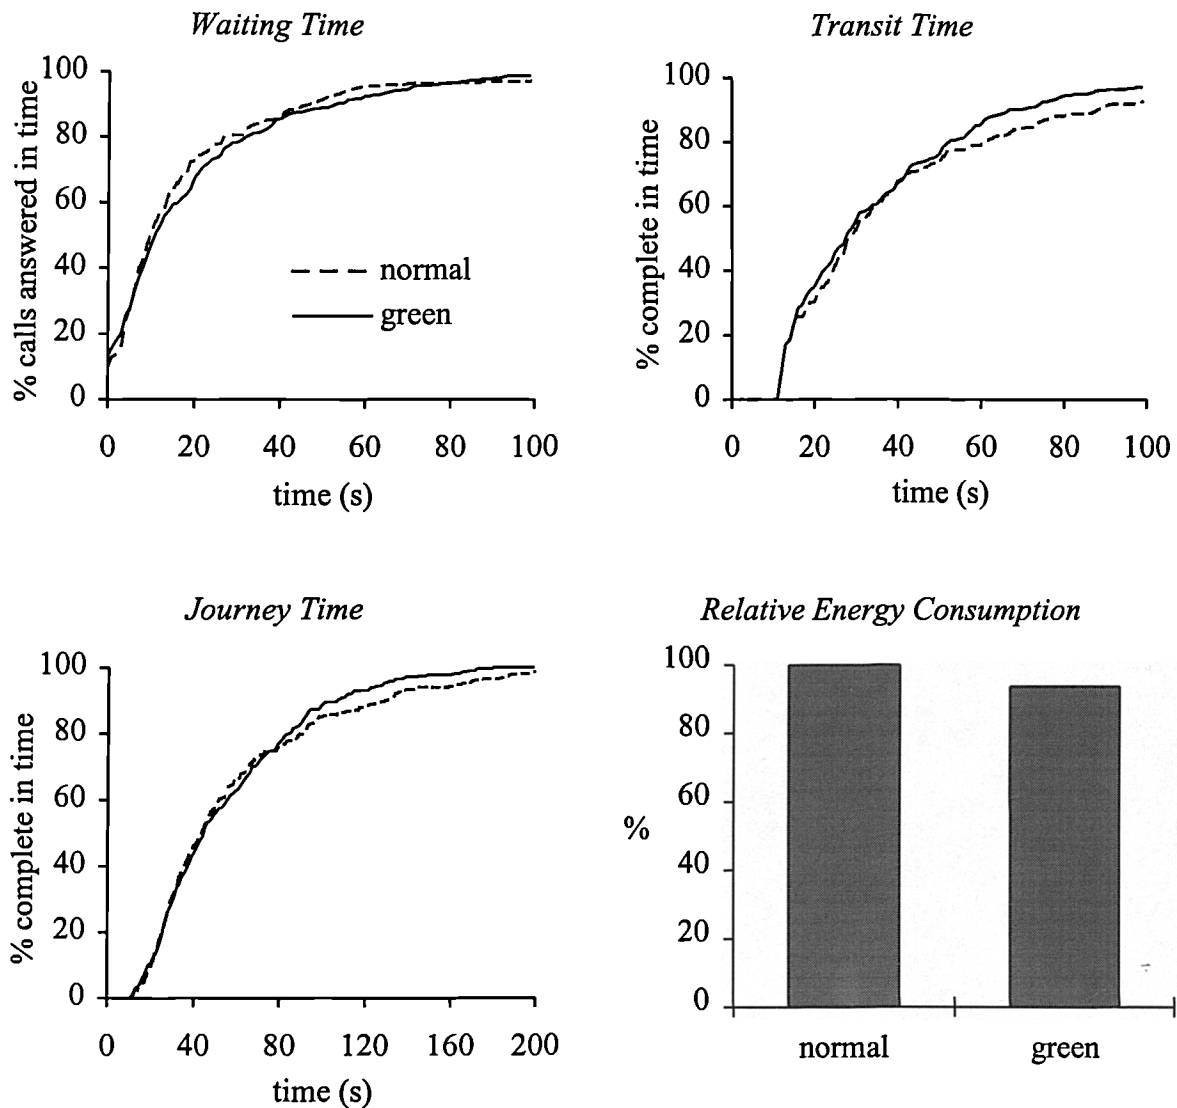 Waiting Time
% calls answered in time
100
80
60
40
20
0
normal
green
0 20 40 60 80 100
time (s)
Transit Time
% complete in time
100
80
60
40
20
0
0 20 40 60 80 100
time (s)
Journey Time
% complete in time
100
80
60
40
20
0
0 40 80 120 160 200
time (s)
Relative Energy Consumption
%
100
80
60
40
20
0
normal green